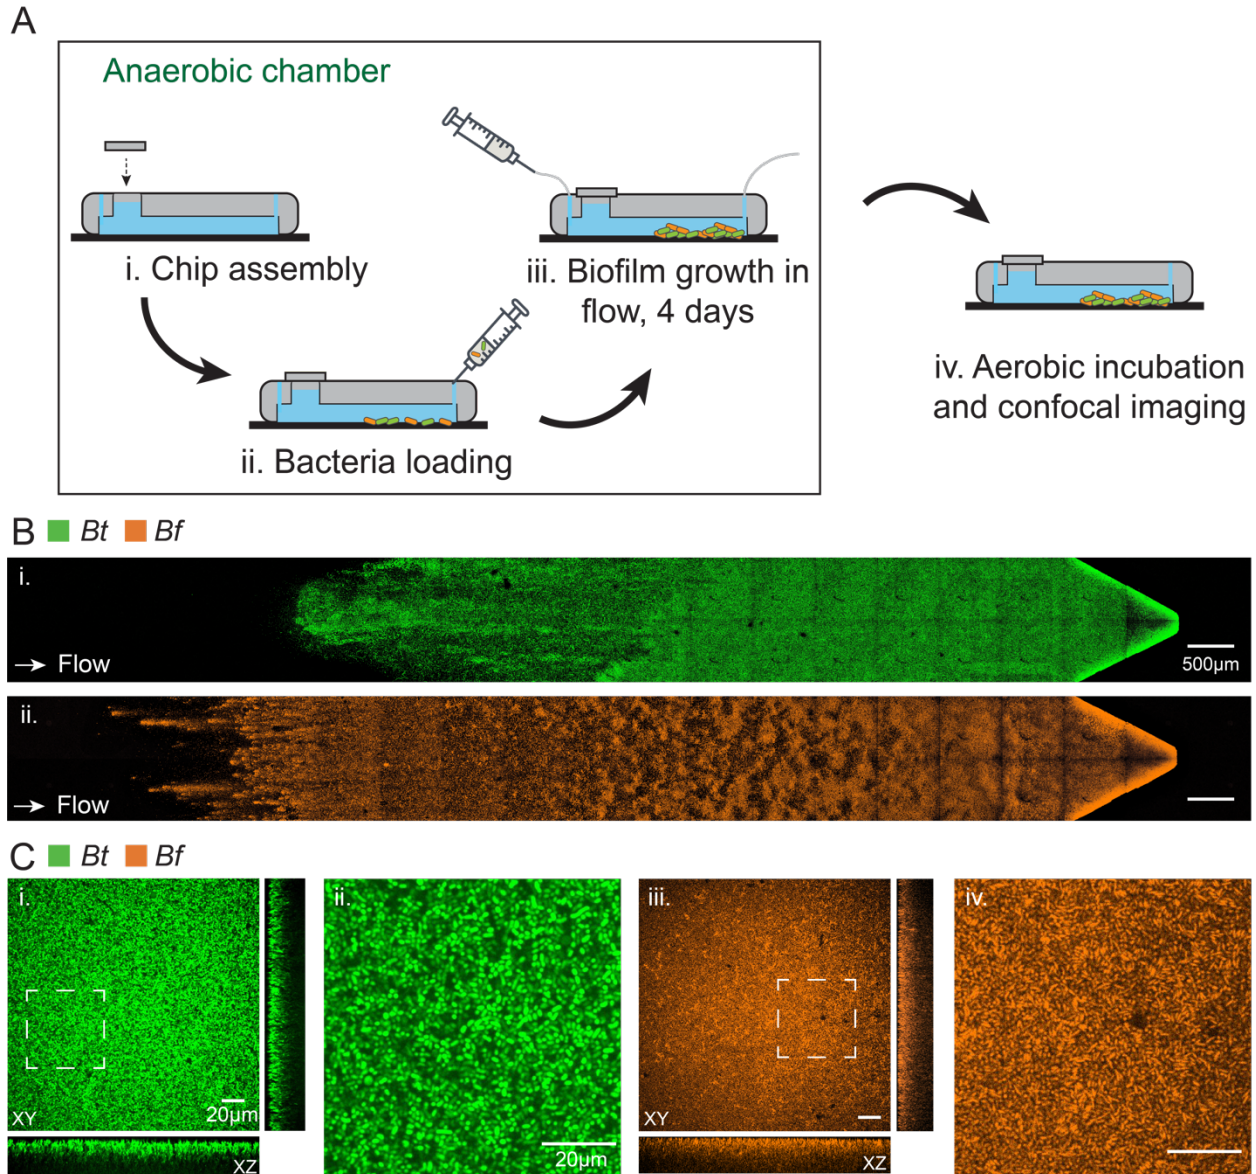 A
Anaerobic chamber
i. Chip assembly
ii. Bacteria loading
iii. Biofilm growth in
flow, 4 days
iv. Aerobic incubation
and confocal imaging
B Bt Bf
i.
→ Flow
500µm
ii.
→ Flow
C Bt Bf
i.
XY
20µm
XZ
ii.
20µm
iii.
XY
XZ
iv.